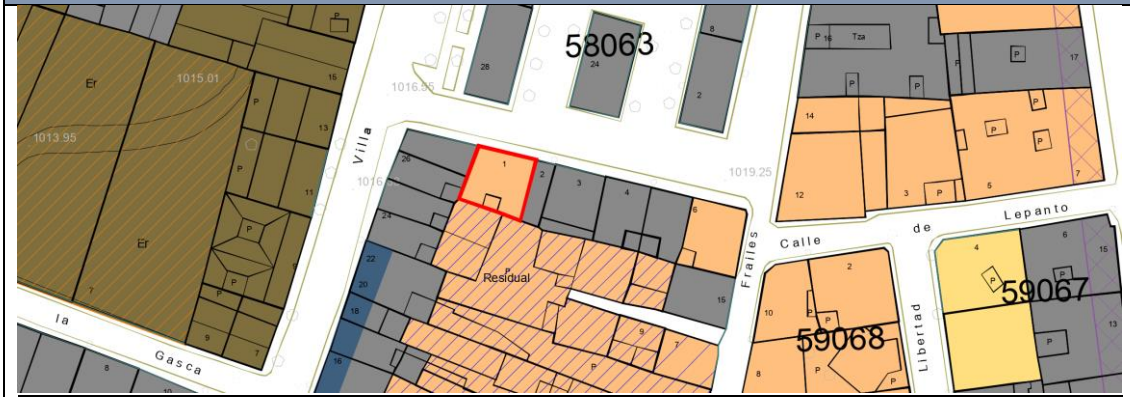 P
58063
P 16
Tza
P
17
Er
1015.01
16
28
24
8
2
P
P
P
P
1016.55
P
13
14
P
P
P
1013.95
Villa
26
1
2
3
4
1019.25
12
3
P
5
7
11
1016.
24
6
Lepanto
de
Calle
P
Er
P
22
Residual
P
15
Frailes
2
4
6
15
20
10
P
P
59067
7
P
18
9
7
59068
Libertad
P
13
la
9
7
16
P
8
P
P
Gasca
8
10